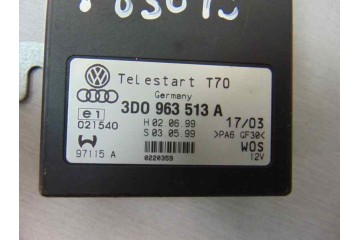 Telestart T70
Germany
3D0 963 513 A
e1
021540
H 02.06.99
17/03
S 03.05.99
>PA6 GF30<
97115 A
0220359
WOS
12V